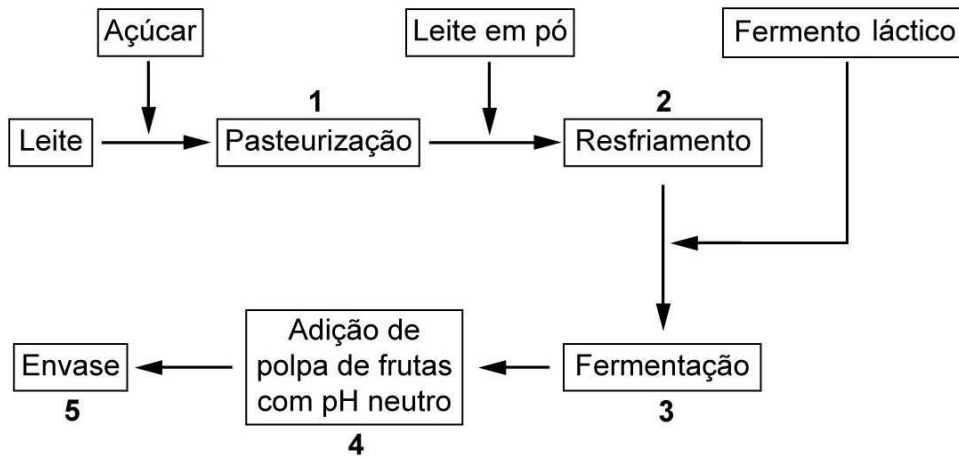 Açúcar
Leite em pó
Fermento láctico
1
2
Leite
Pasteurização
Resfriamento
Adição de
polpa de frutas
com pH neutro
Envase
Fermentação
5
4
3